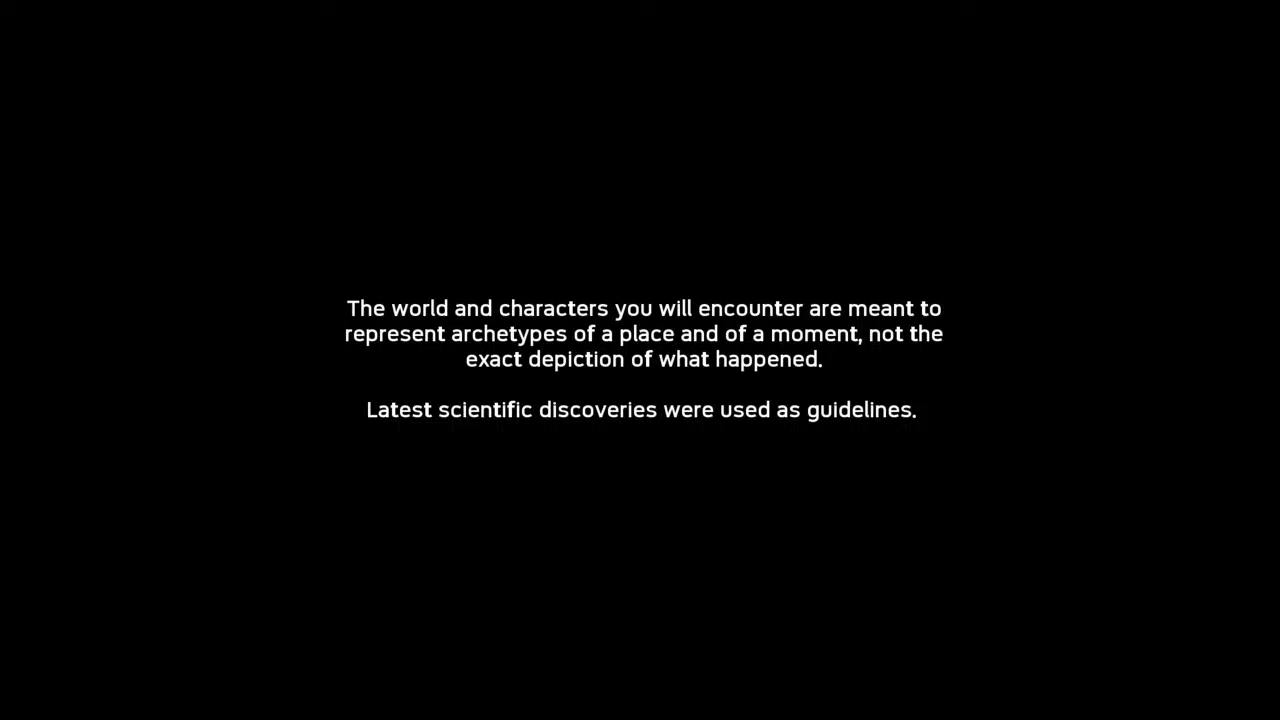 The world and characters you will encounter are meant to
represent archetypes of a place and of a moment, not the
exact depiction of what happened.
Latest scientific discoveries were used as guidelines.